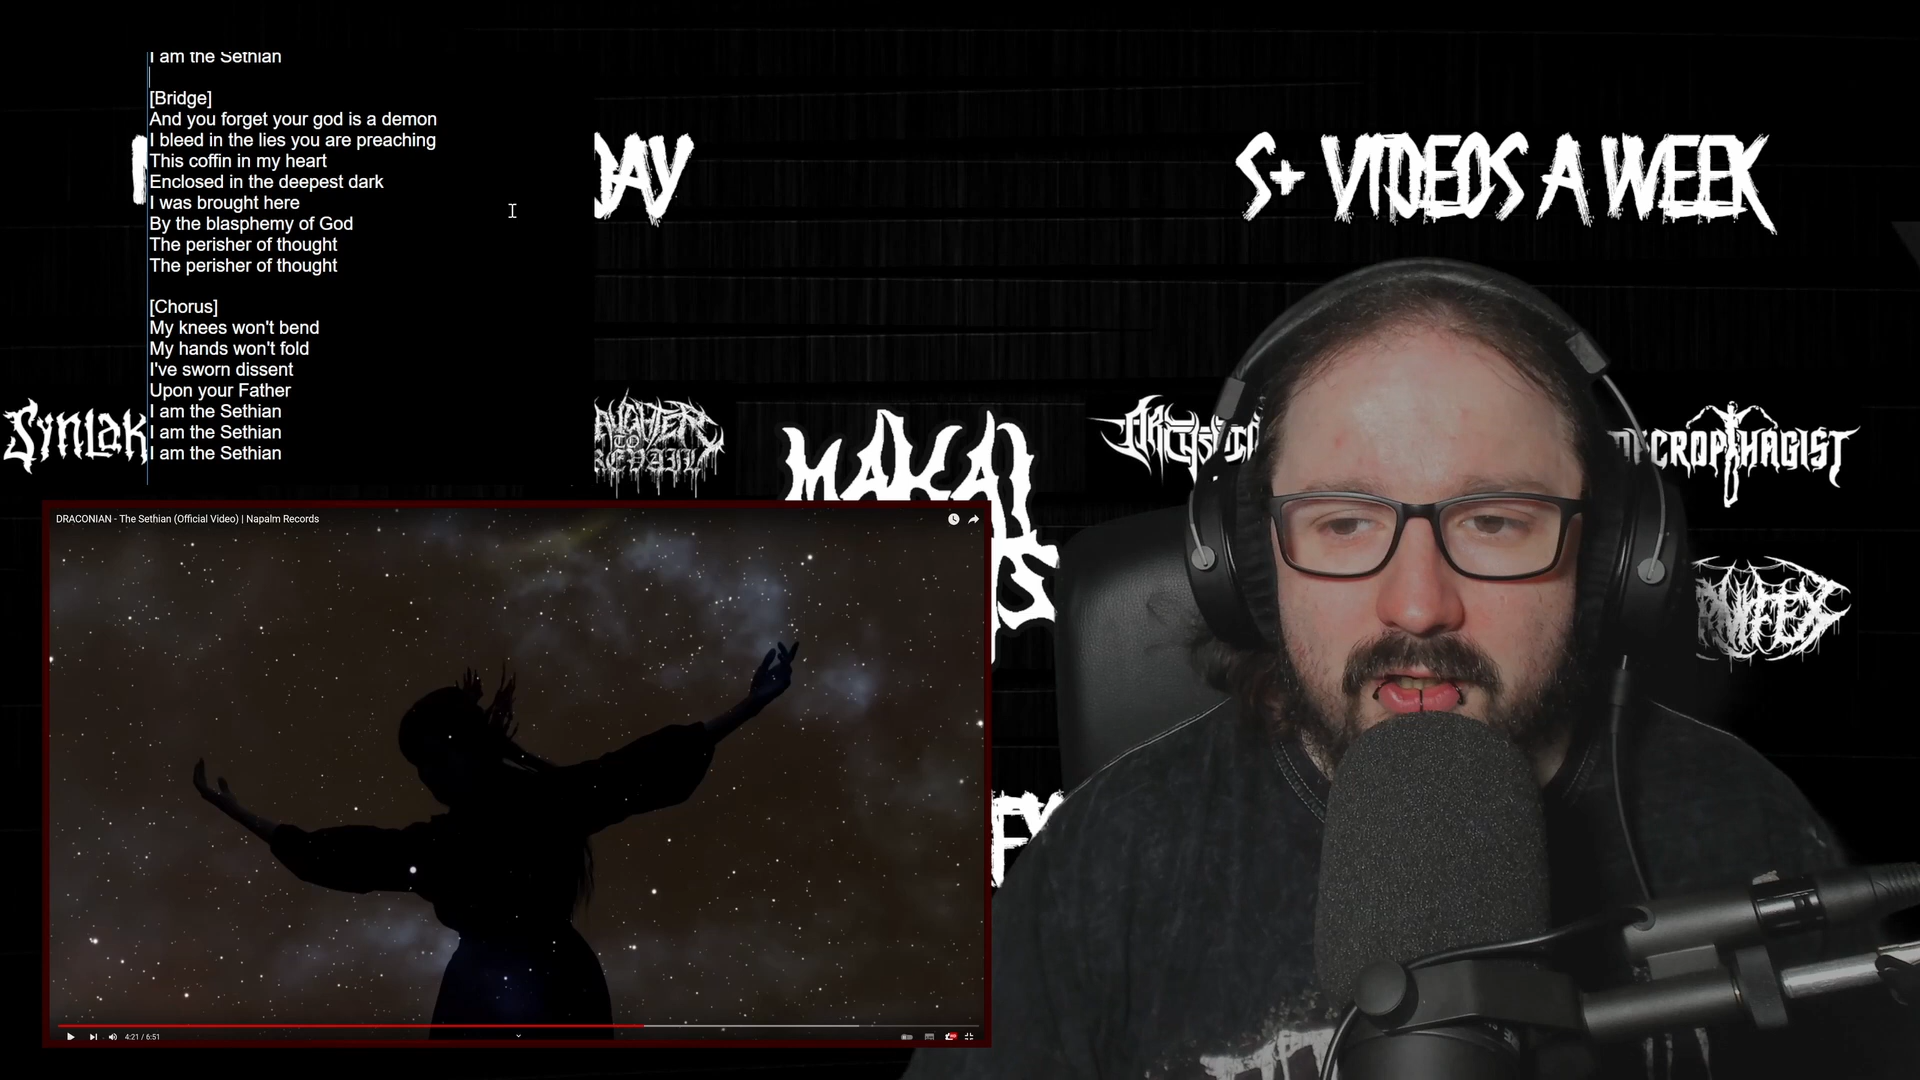 I am the Sethian
[Bridge]
And you forget your god is a demon
I bleed in the lies you are preaching
This coffin in my heart
Enclosed in the deepest dark
I was brought here
By the blasphemy of God
The perisher of thought
The perisher of thought
[Chorus]
My knees won't bend
My hands won't fold
I've sworn dissent
Upon your Father
I am the Sethian
I am the Sethian
I am the Sethian
DAY
5+ VIDEOS A WEEK
MAKAI
DRACONIAN - The Sethian (Official Video) | Napalm Records
4:21 / 6:51